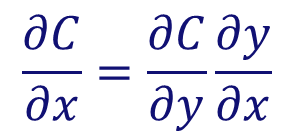 ∂C/∂x = ∂C/∂y ∂y/∂x